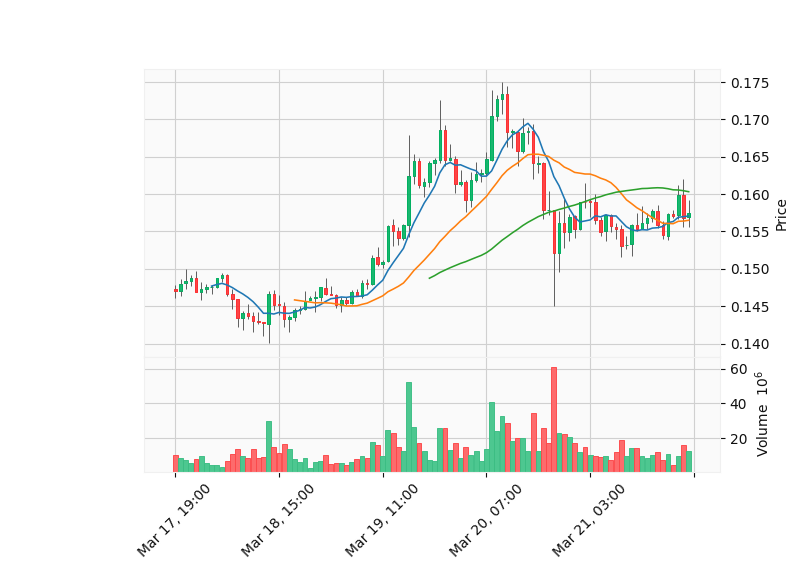 0.175
0.170
0.165
0.160
0.155
0.150
0.145
0.140
Price
60
40
20
Volume 10^6
Mar 17, 19:00
Mar 18, 15:00
Mar 19, 11:00
Mar 20, 07:00
Mar 21, 03:00